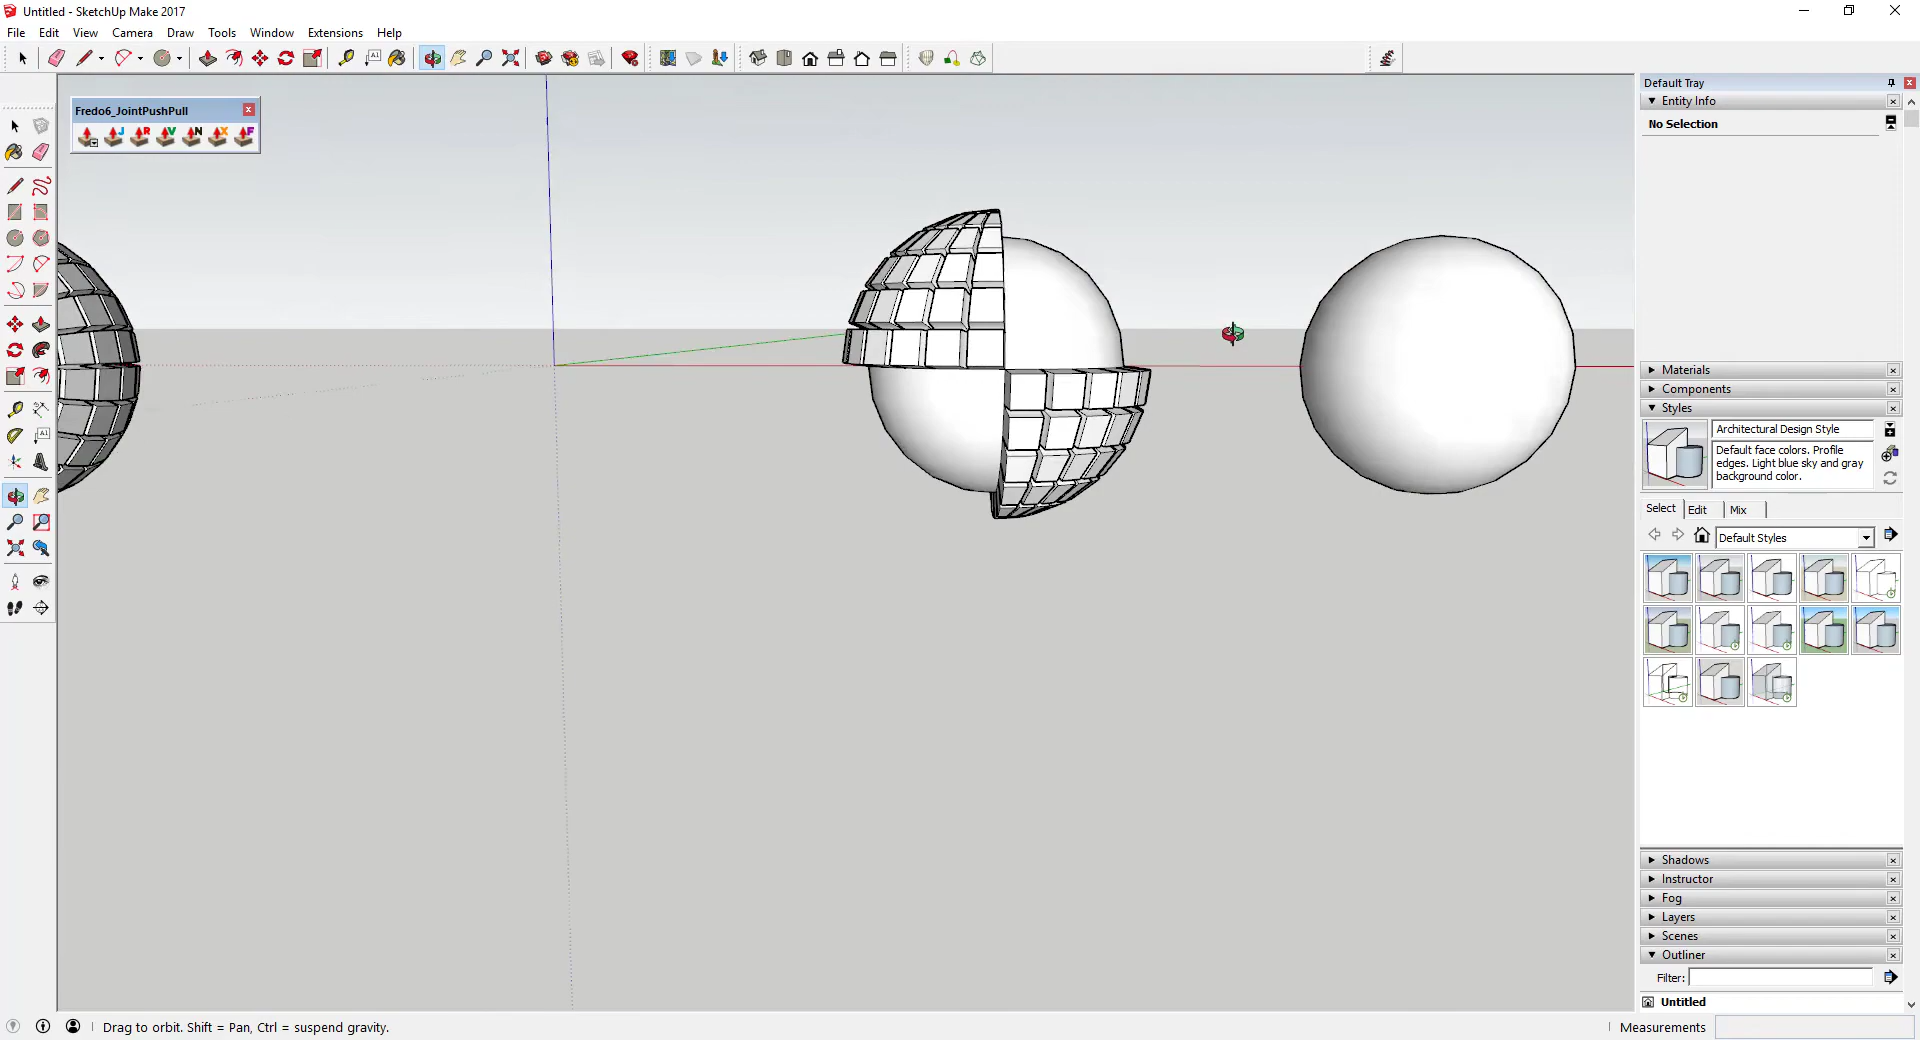 Untitled - SketchUp Make 2017
File Edit View Camera Draw Tools Window Extensions Help
A1
Fredo6_JointPushPull
J R V N X F
A1
Default Tray
Entity Info
No Selection
Materials
Components
Styles
Architectural Design Style
Default face colors. Profile
edges. Light blue sky and gray
background color.
Select Edit Mix
Default Styles
Shadows
Instructor
Fog
Layers
Scenes
Outliner
Filter:
Untitled
Drag to orbit. Shift = Pan, Ctrl = suspend gravity.
Measurements